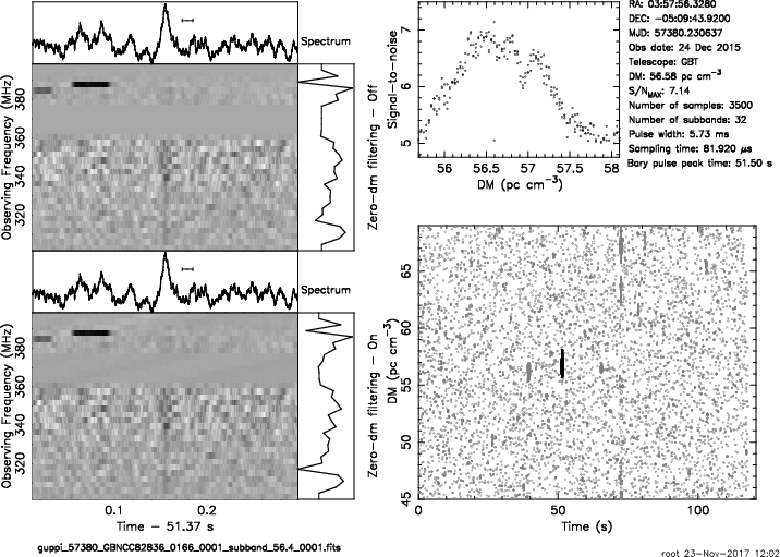 Spectrum
Observing Frequency (MHz)
320 340 360 380
Zero-dm filtering - Off
Spectrum
Observing Frequency (MHz)
320 340 360 380
Zero-dm filtering - On
0.1 0.2
Time - 51.37 s
guppi_57380_GBNCC82836_0166_0001_subband_56.4_0001.fits
Signal-to-noise
5 6 7
56 56.5 57 57.5 58
DM (pc cm⁻³)
RA: 03:57:56.3280
DEC: -05:09:43.9200
MJD: 57380.230637
Obs date: 24 Dec 2015
Telescope: GBT
DM: 56.58 pc cm⁻³
S/N_MAX: 7.14
Number of samples: 3500
Number of subbands: 32
Pulse width: 5.73 ms
Sampling time: 81.920 μs
Bary pulse peak time: 51.50 s
DM (pc cm⁻³)
45 50 55 60 65
0 50 100
Time (s)
root 23-Nov-2017 12:02